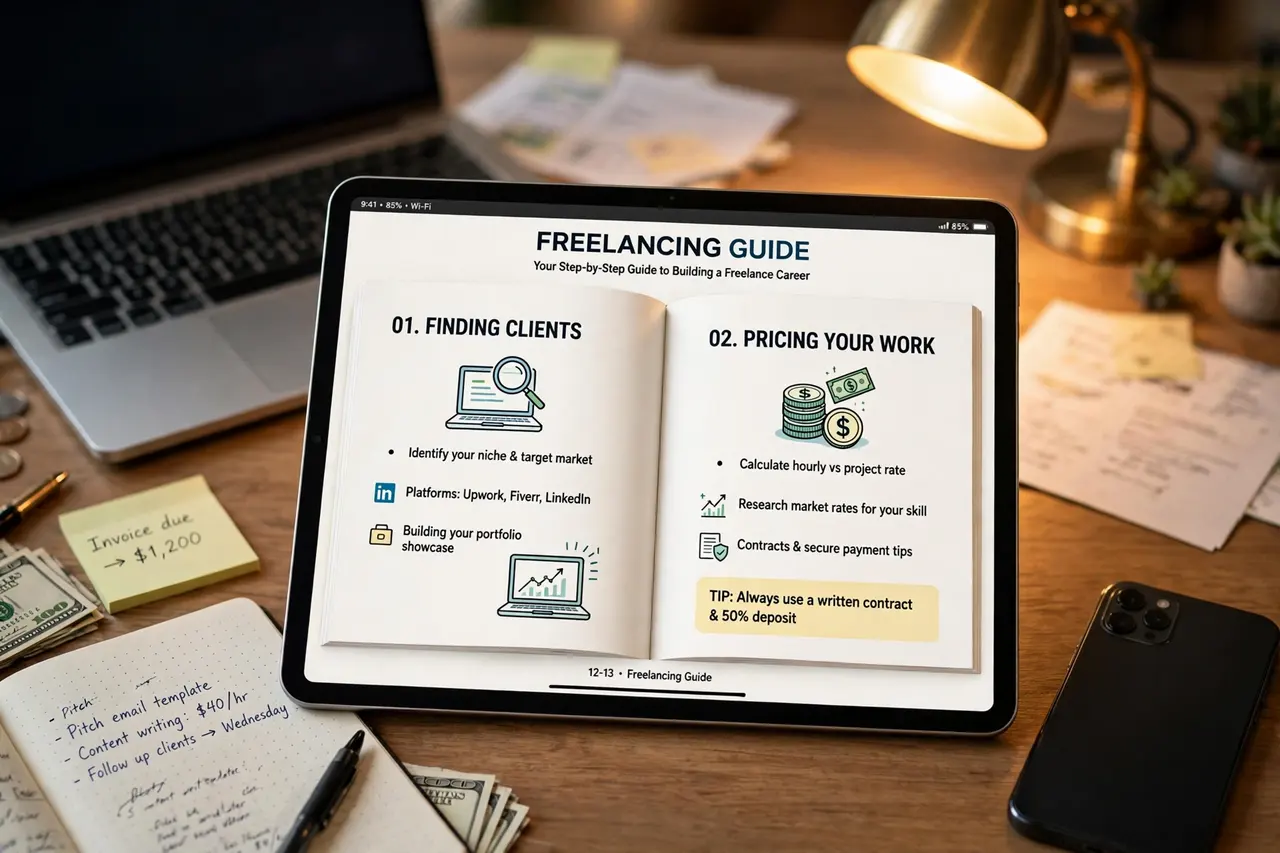 9:41 • 85% • Wi-Fi
85%
FREELANCING GUIDE
Your Step-by-Step Guide to Building a Freelance Career
01. FINDING CLIENTS
• Identify your niche & target market
in Platforms: Upwork, Fiverr, LinkedIn
Building your portfolio
showcase
02. PRICING YOUR WORK
$
$
$
• Calculate hourly vs project rate
Research market rates for your skill
Contracts & secure payment tips
TIP: Always use a written contract
& 50% deposit
12-13 • Freelancing Guide
Invoice due
→ $1,200
100
- Pitch
- Pitch email template
- Content writing: $40/hr
- Follow up clients → Wednesday